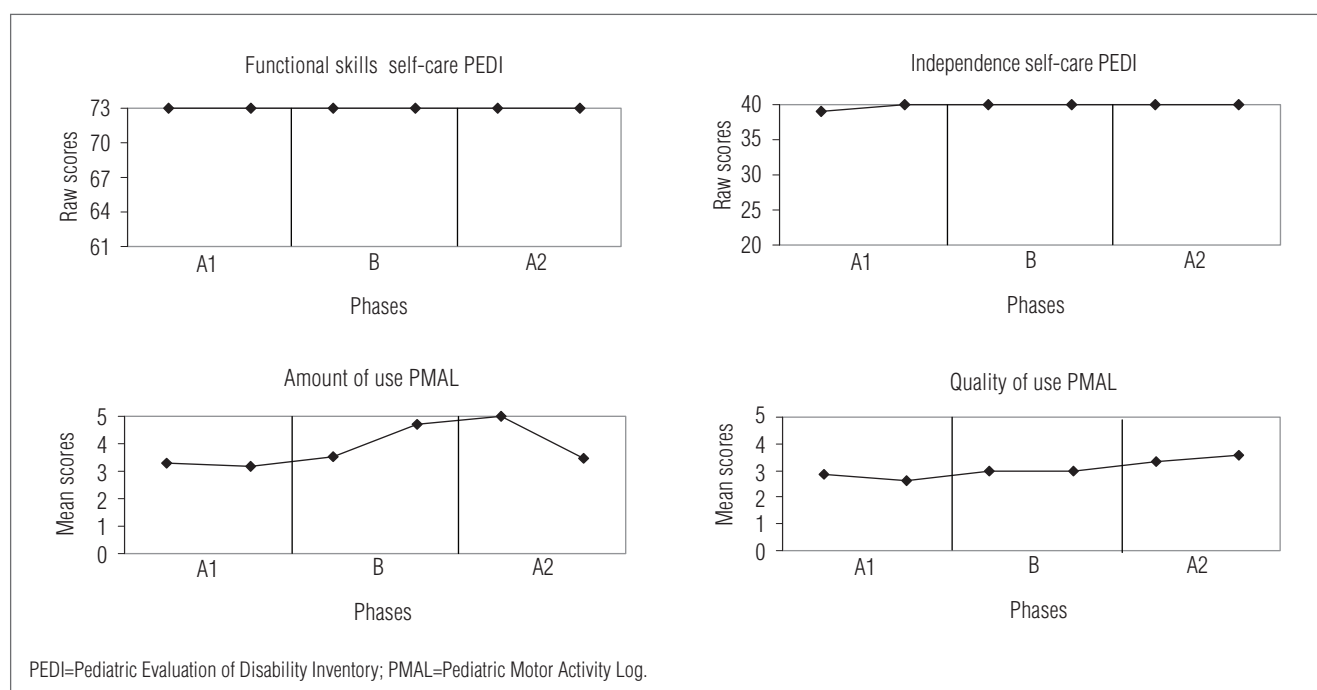 Functional skills self-care PEDI
Raw scores
73
70
67
64
61
A1 B A2
Phases
Independence self-care PEDI
Raw scores
40
35
30
25
20
A1 B A2
Phases
Amount of use PMAL
Mean scores
5
4
3
2
1
0
A1 B A2
Phases
Quality of use PMAL
Mean scores
5
4
3
2
1
0
A1 B A2
Phases
PEDI=Pediatric Evaluation of Disability Inventory; PMAL=Pediatric Motor Activity Log.